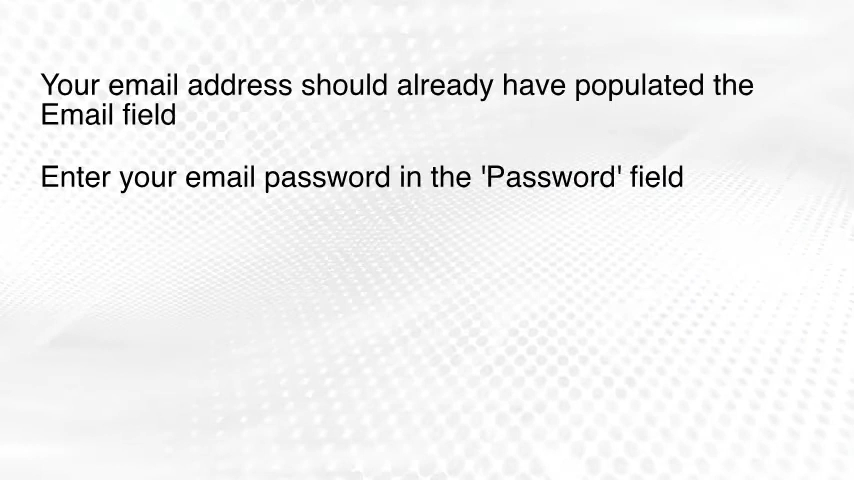 Your email address should already have populated the
Email field
Enter your email password in the 'Password' field